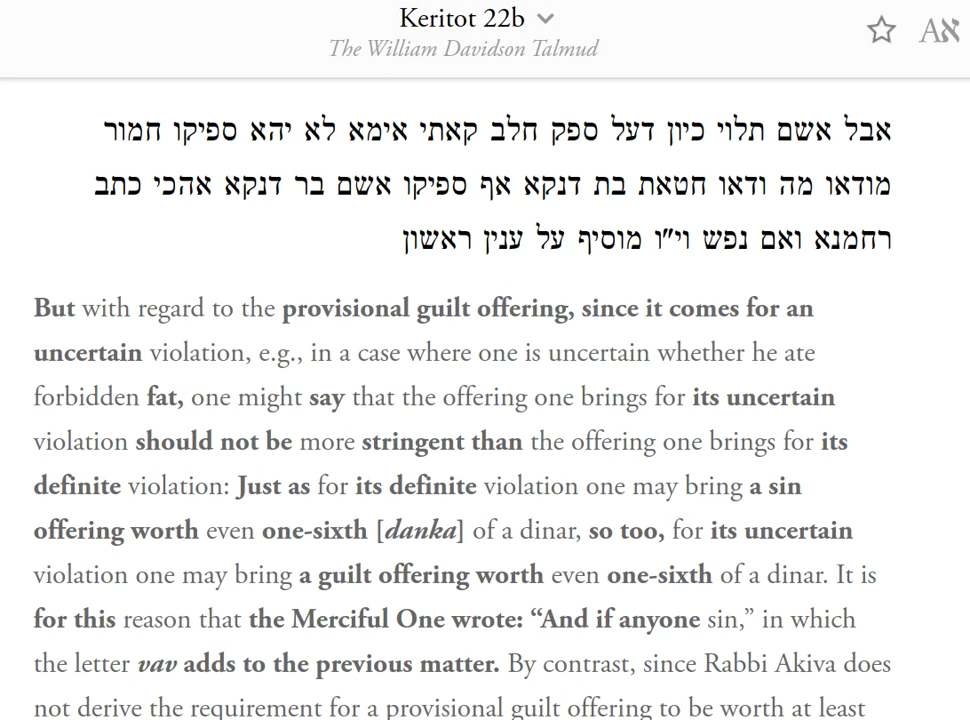 Keritot 22b
The William Davidson Talmud
Aא
אבל אשם תלוי כיון דעל ספק חלב קאתי אימא לא יהא ספיקו חמור
מודאו מה ודאו חטאת בת דנקא אף ספיקו אשם בר דנקא אהכי כתב
רחמנא ואם נפש וי"ו מוסיף על ענין ראשון
But with regard to the provisional guilt offering, since it comes for an
uncertain violation, e.g., in a case where one is uncertain whether he ate
forbidden fat, one might say that the offering one brings for its uncertain
violation should not be more stringent than the offering one brings for its
definite violation: Just as for its definite violation one may bring a sin
offering worth even one-sixth [danka] of a dinar, so too, for its uncertain
violation one may bring a guilt offering worth even one-sixth of a dinar. It is
for this reason that the Merciful One wrote: “And if anyone sin,” in which
the letter vav adds to the previous matter. By contrast, since Rabbi Akiva does
not derive the requirement for a provisional guilt offering to be worth at least